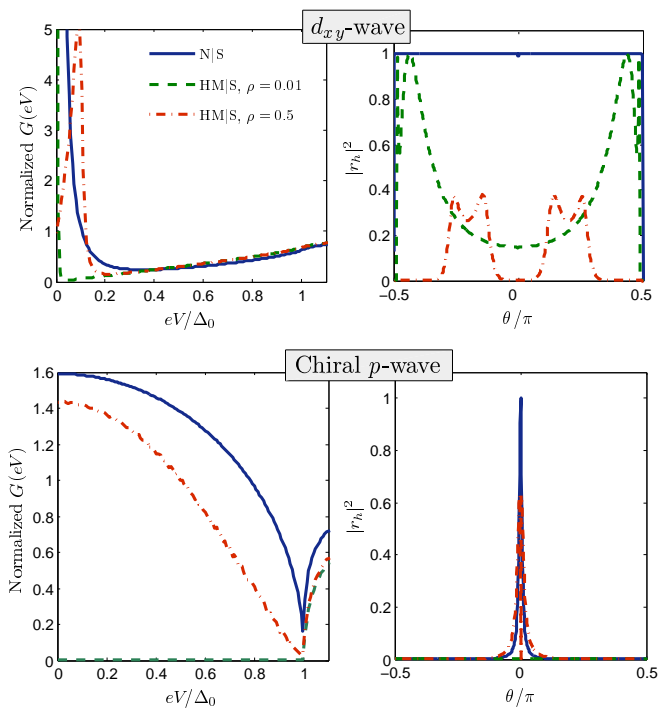 d_{xy}-wave
Normalized G(eV)
5
4
3
2
1
0
N|S
HM|S, ρ = 0.01
HM|S, ρ = 0.5
0 0.2 0.4 0.6 0.8 1
eV/Δ_0
|r_h|^2
1
0.8
0.6
0.4
0.2
0
−0.5 0 0.5
θ/π
Chiral p-wave
Normalized G(eV)
1.6
1.4
1.2
1
0.8
0.6
0.4
0.2
0
0 0.2 0.4 0.6 0.8 1
eV/Δ_0
|r_h|^2
1
0.8
0.6
0.4
0.2
0
−0.5 0 0.5
θ/π